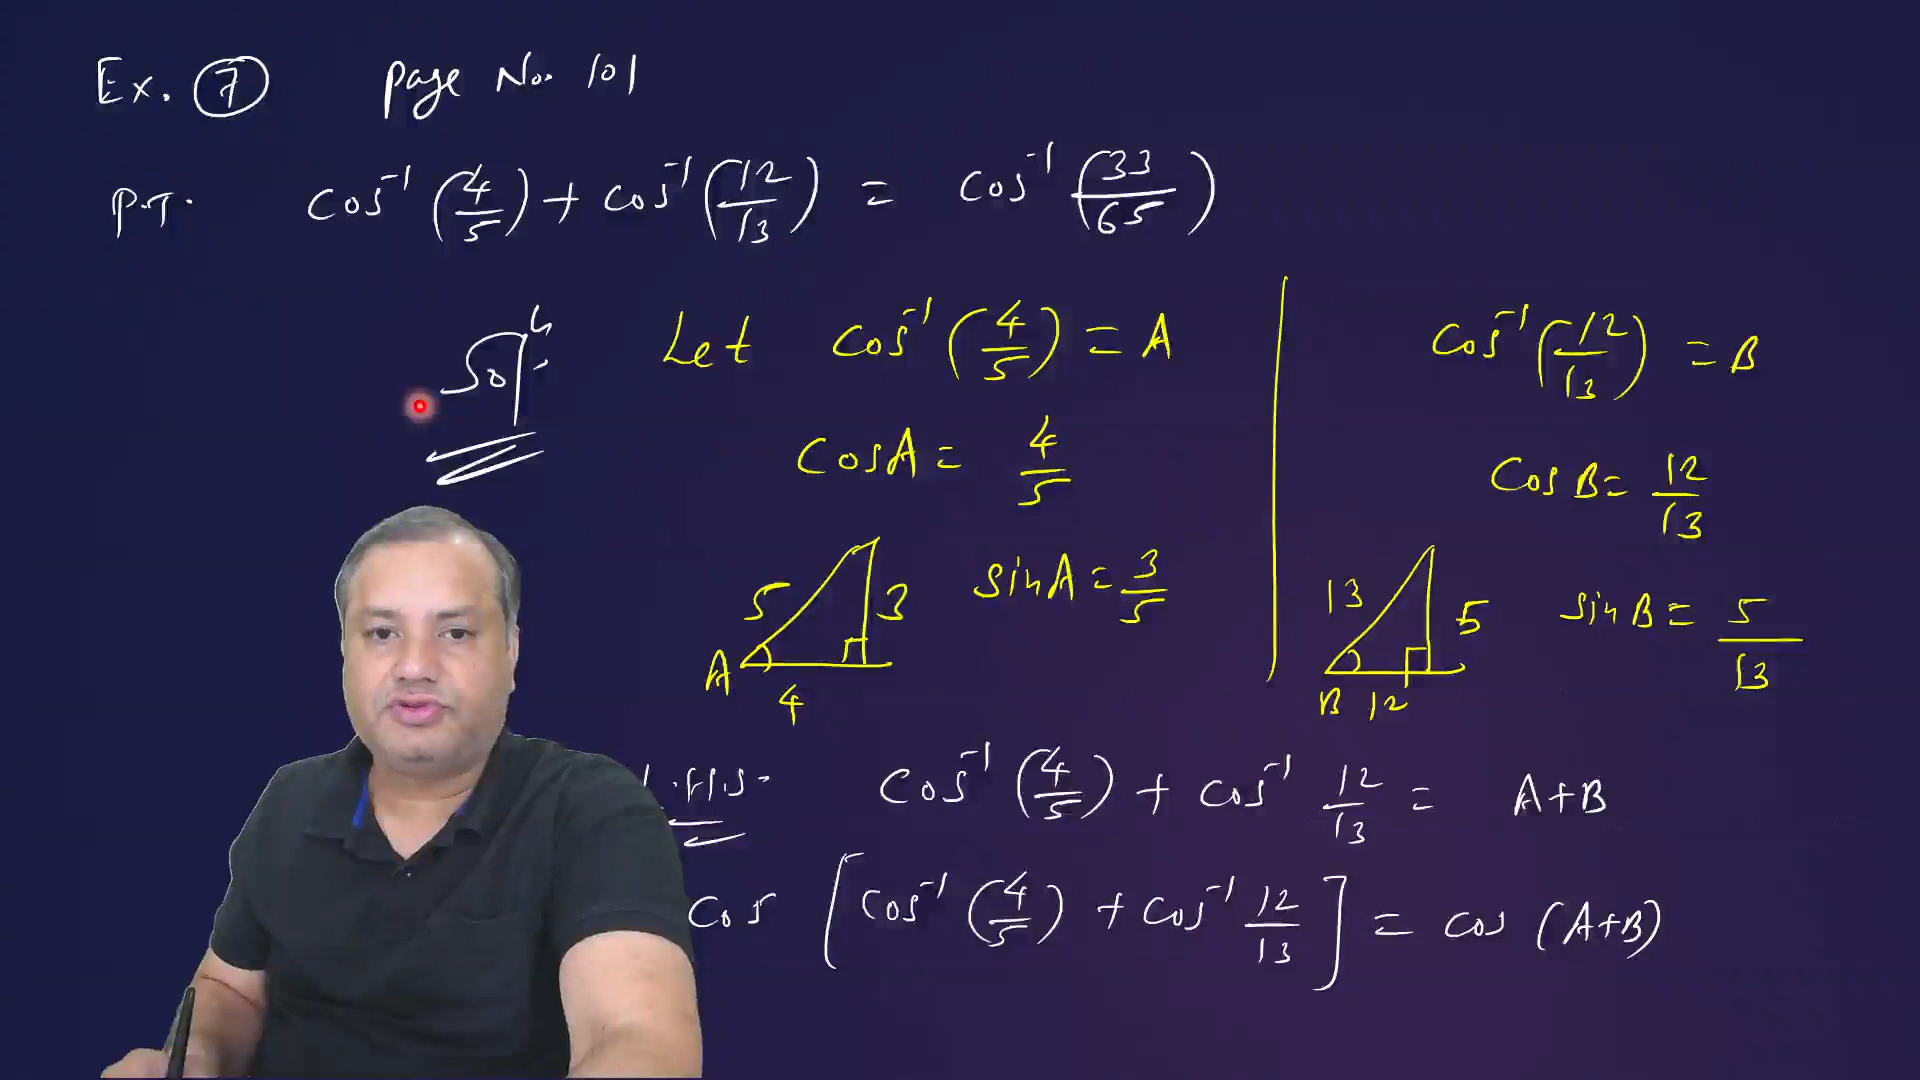 Ex. 7 Page No. 101
P.T. cos⁻¹(4/5) + cos⁻¹(12/13) = cos⁻¹(33/65)
Solⁿ: Let cos⁻¹(4/5) = A
cosA = 4/5
5 3 sinA = 3/5
A 4
cos⁻¹(12/13) = B
cosB = 12/13
13 5 sinB = 5/13
B 12
cos⁻¹(4/5) + cos⁻¹ 12/13 = A+B
cos [cos⁻¹(4/5) + cos⁻¹ 12/13] = cos (A+B)